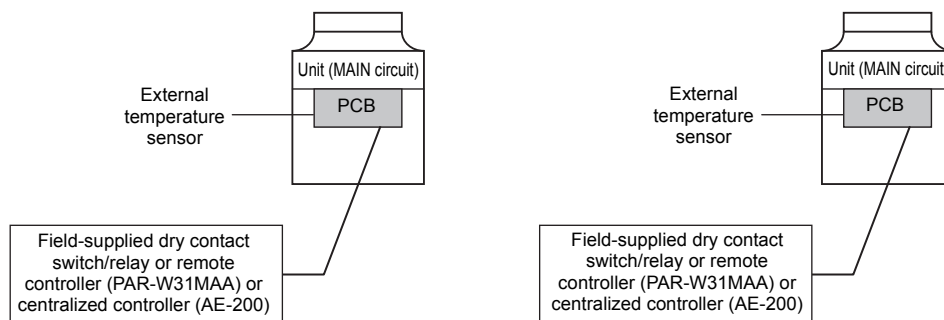 Unit (MAIN circuit)
PCB
External
temperature
sensor
Field-supplied dry contact
switch/relay or remote
controller (PAR-W31MAA) or
centralized controller (AE-200)
Unit (MAIN circuit
PCB
External
temperature
sensor
Field-supplied dry contact
switch/relay or remote
controller (PAR-W31MAA) or
centralized controller (AE-200)